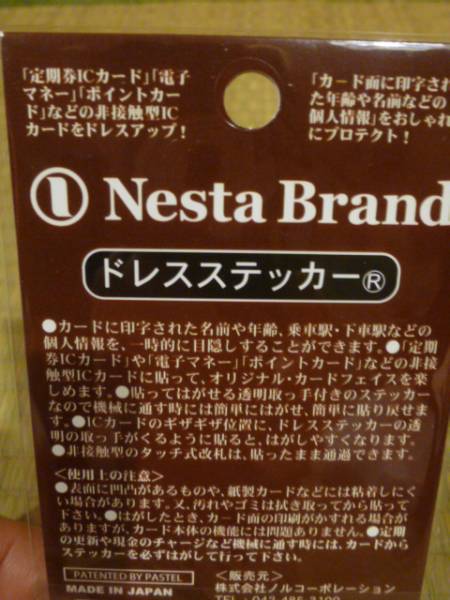 「定期券ICカード」「電子
マネー」「ポイントカー
ド」などの非接触型IC
カードをドレスアップ！
「カード面に印字され
た年齢や名前などの
個人情報」をおしゃれ
にプロテクト！
Nesta Brand
ドレスステッカー®
●カードに印字された名前や年齢、乗車駅・下車駅などの
個人情報を、一時的に目隠しすることができます。●「定期
券ICカード」や「電子マネー」「ポイントカード」などの非接
触型ICカードに貼って、オリジナル・カードフェイスを楽
しめます。●貼ってはがせる透明取っ手付きのステッカー
なので機械に通す時には簡単にはがせ、簡単に貼り戻せま
す。●ICカードのギザギザ位置に、ドレスステッカーの透
明の取っ手がくるように貼ると、はがしやすくなります。
●非接触型のタッチ式改札は、貼ったまま通過できます。
＜使用上の注意＞
●表面に凹凸があるものや、紙製カードなどには粘着しにく
い場合があります。又、汚れやゴミは拭き取ってから貼って
下さい。●はがしたとき、カード面の印刷がかすれる場合が
ありますが、カード本体の機能には問題ありません。●定期
の更新や現金のチャージなど機械に通す時には、カードから
ステッカーを必ずはがして行って下さい。
PATENTED BY PASTEL
MADE IN JAPAN
＜販売元＞
株式会社ノルコーポレーション
TEL：042-485-3100